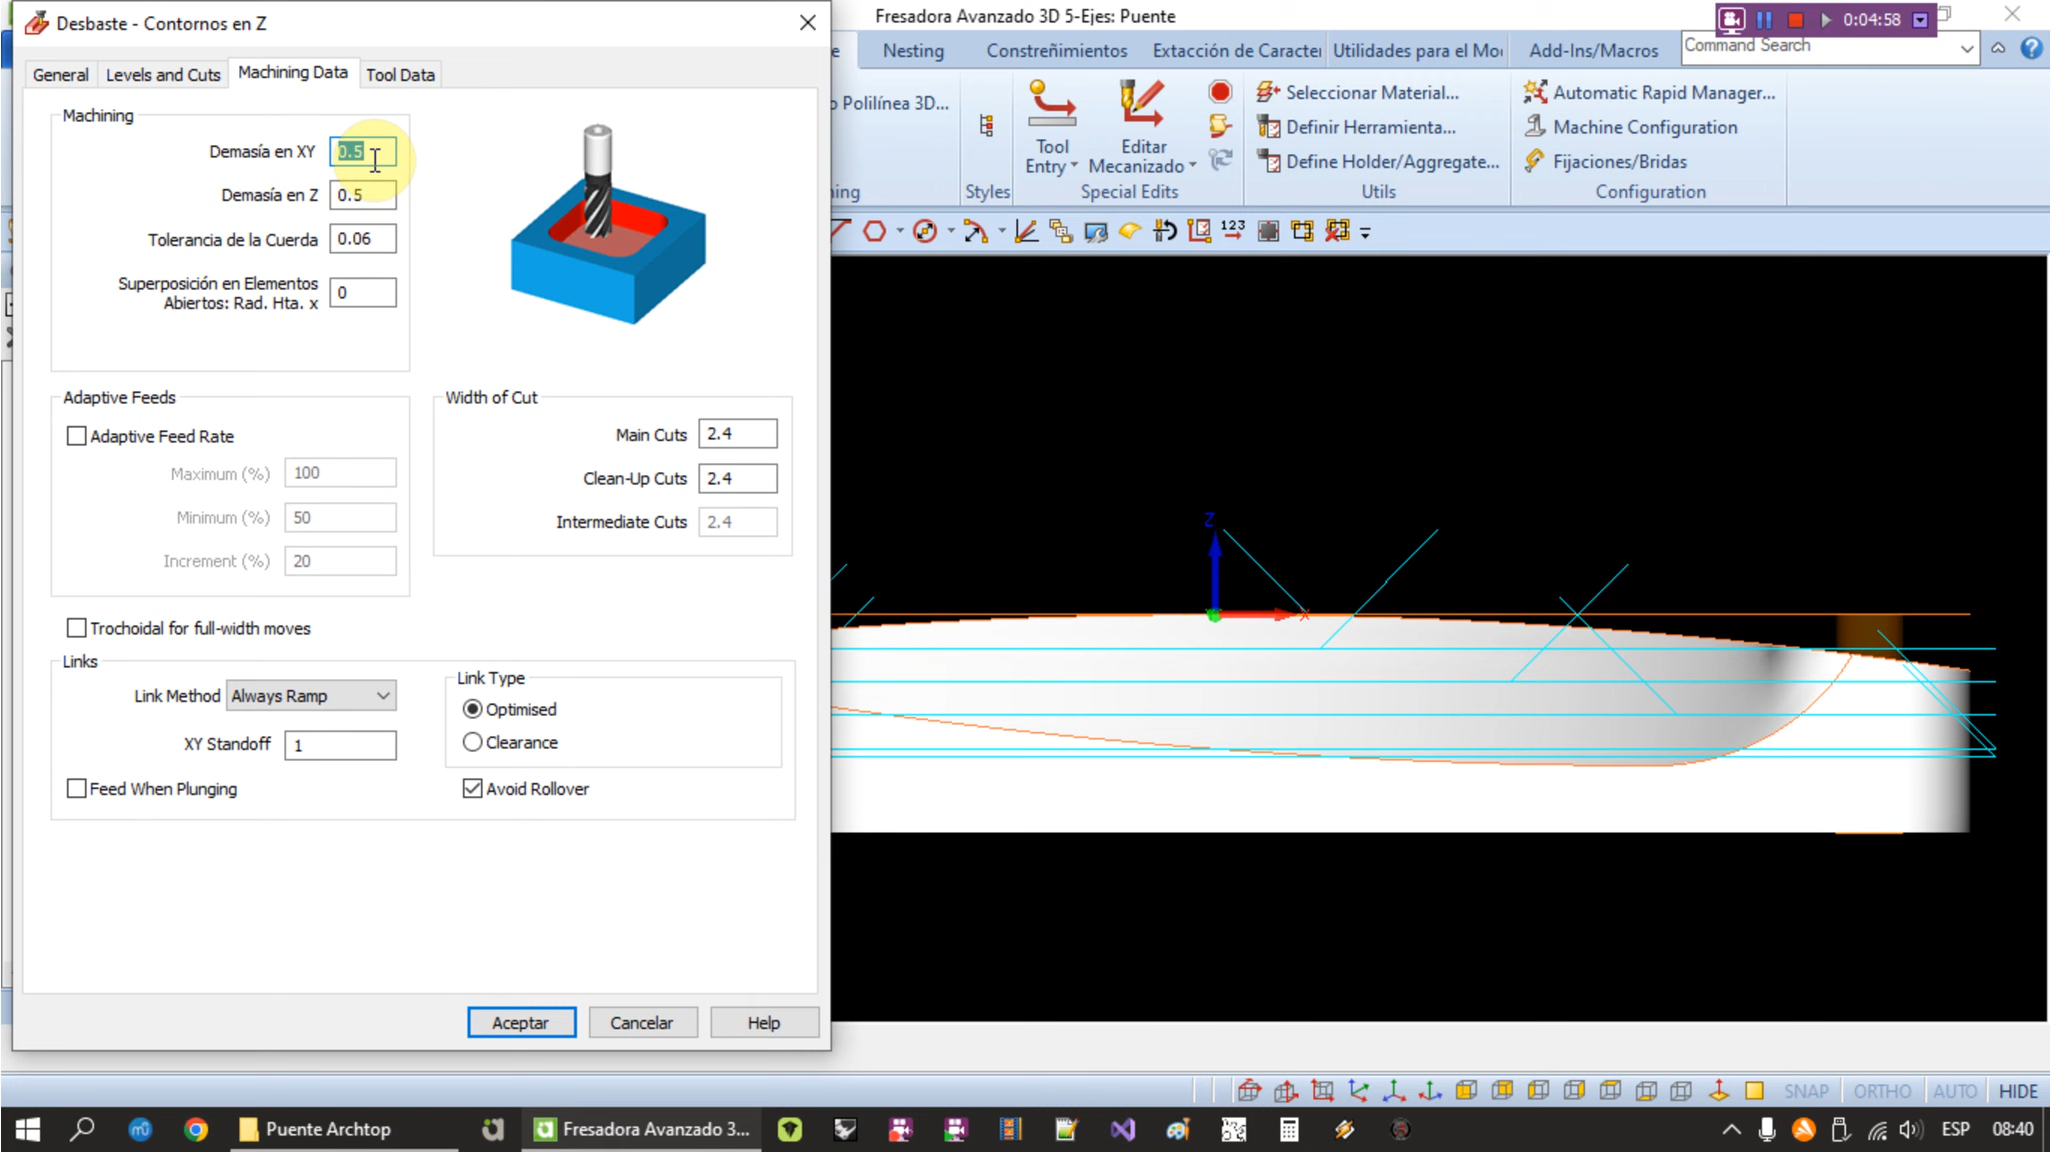 Desbaste - Contornos en Z
Fresadora Avanzado 3D 5-Ejes: Puente
0:04:58
General
Levels and Cuts
Machining Data
Tool Data
Nesting
Constreñimientos
Extracción de Caracter
Utilidades para el Mo
Add-Ins/Macros
Command Search
Machining
Demasía en XY 0.5
Demasía en Z 0.5
Tolerancia de la Cuerda 0.06
Superposición en Elementos
Abiertos: Rad. Hta. x 0
Polilínea 3D...
Styles
Tool
Entry
Editar
Mecanizado
Special Edits
Seleccionar Material...
Definir Herramienta...
Define Holder/Aggregate...
Utils
Automatic Rapid Manager...
Machine Configuration
Fijaciones/Bridas
Configuration
123
Adaptive Feeds
Adaptive Feed Rate
Maximum (%) 100
Minimum (%) 50
Increment (%) 20
Width of Cut
Main Cuts 2.4
Clean-Up Cuts 2.4
Intermediate Cuts 2.4
Trochoidal for full-width moves
Links
Link Method Always Ramp
XY Standoff 1
Feed When Plunging
Link Type
Optimised
Clearance
Avoid Rollover
Z
X
Aceptar
Cancelar
Help
SNAP
ORTHO
AUTO
HIDE
Puente Archtop
Fresadora Avanzado 3...
ESP
08:40